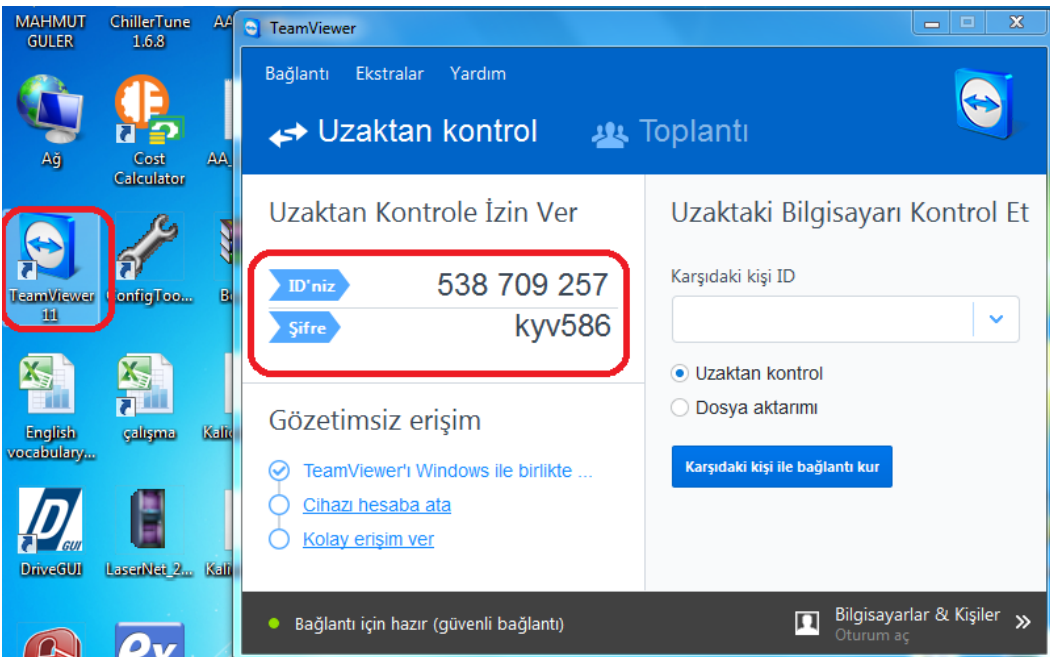 MAHMUT GULER
ChillerTune 1.6.8
Ağ
Cost Calculator
TeamViewer 11
ConfigToo...
English vocabulary...
çalışma
DriveGUI
GUI
LaserNet_2...
TeamViewer
Bağlantı Ekstralar Yardım
Uzaktan kontrol Toplantı
Uzaktan Kontrole İzin Ver
ID'niz 538 709 257
Şifre kyv586
Gözetimsiz erişim
TeamViewer'ı Windows ile birlikte ...
Cihazı hesaba ata
Kolay erişim ver
Uzaktaki Bilgisayarı Kontrol Et
Karşıdaki kişi ID
Uzaktan kontrol
Dosya aktarımı
Karşıdaki kişi ile bağlantı kur
Bağlantı için hazır (güvenli bağlantı)
Bilgisayarlar & Kişiler
Oturum aç